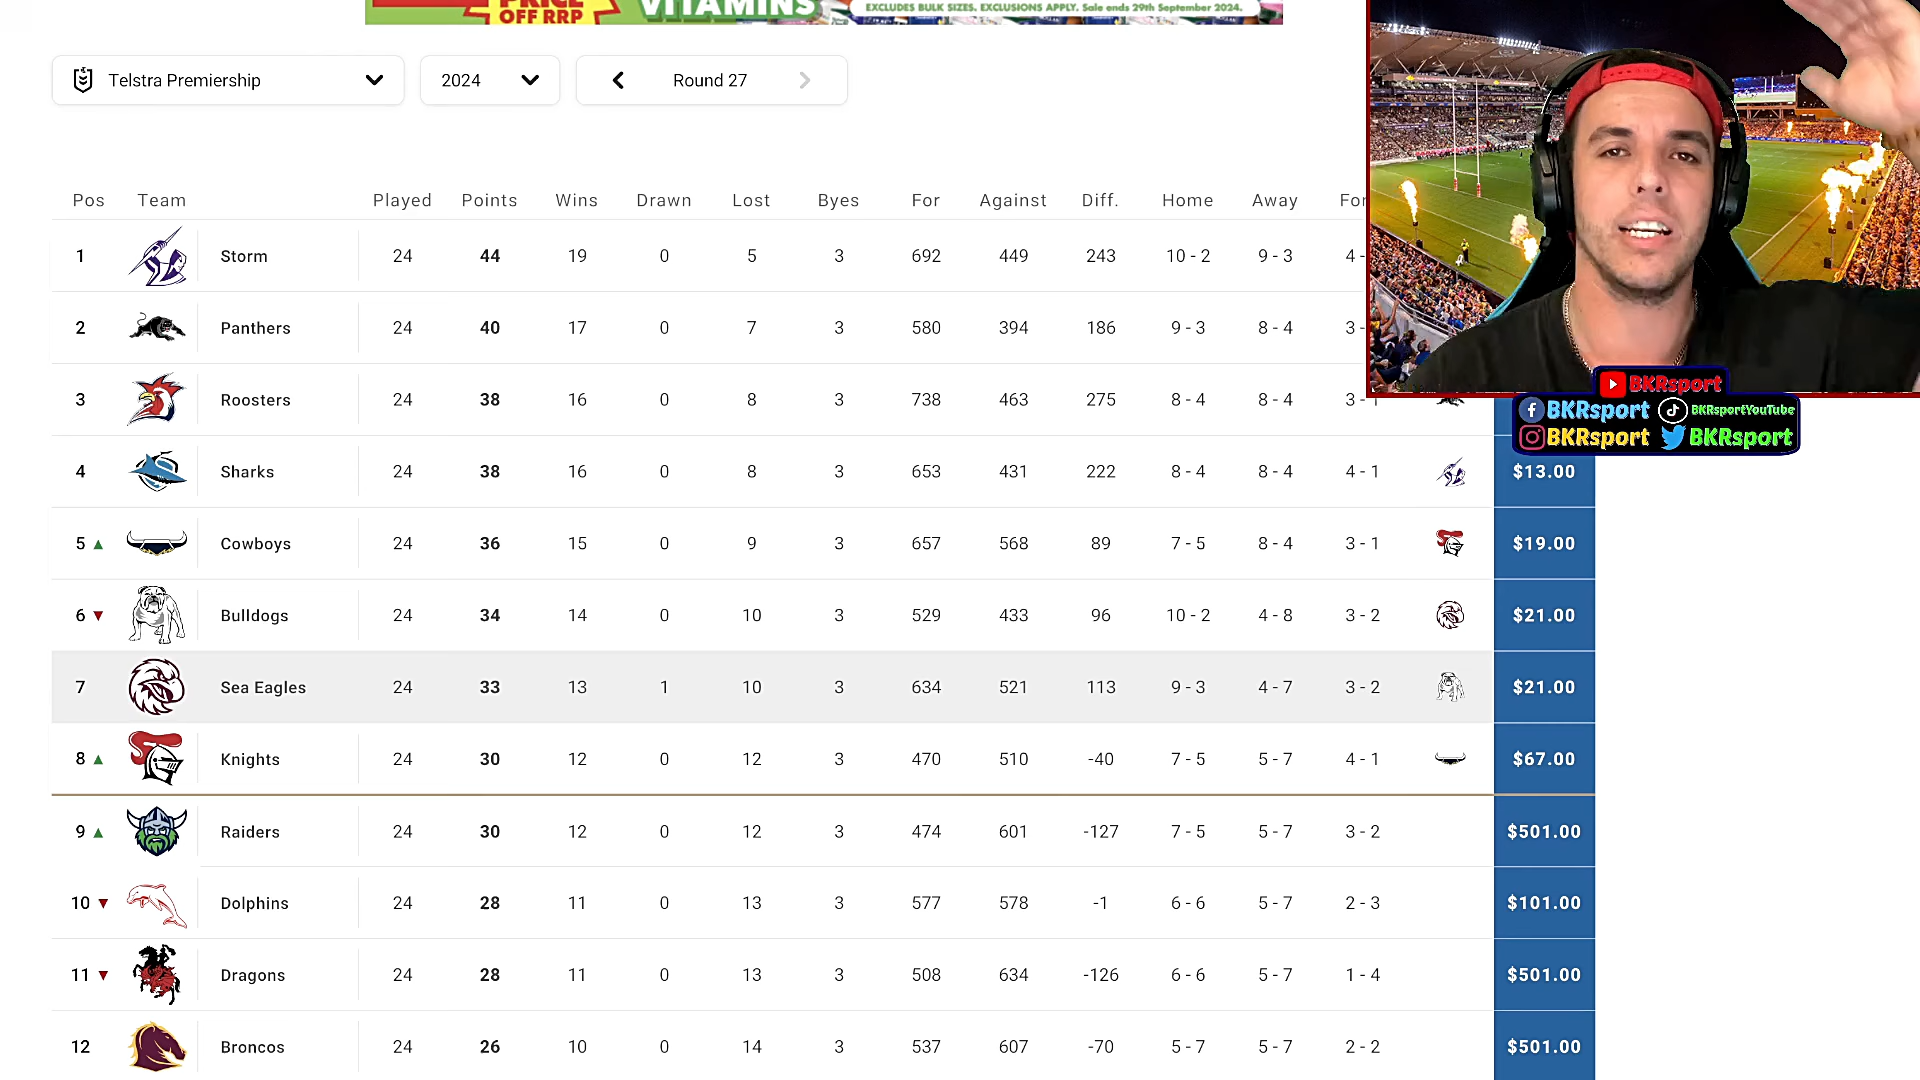 PRICE
OFF RRP
VITAMINS
EXCLUDES BULK SIZES. EXCLUSIONS APPLY. Sale ends 29th September 2024.
Telstra Premiership
2024
Round 27
Pos Team Played Points Wins Drawn Lost Byes For Against Diff. Home Away For
1 Storm 24 44 19 0 5 3 692 449 243 10 - 2 9 - 3 4 -
2 Panthers 24 40 17 0 7 3 580 394 186 9 - 3 8 - 4 3 -
3 Roosters 24 38 16 0 8 3 738 463 275 8 - 4 8 - 4 3 - 1
BKRsport
BKRsport BKRsportYouTube
BKRsport BKRsport
4 Sharks 24 38 16 0 8 3 653 431 222 8 - 4 8 - 4 4 - 1 $13.00
5 Cowboys 24 36 15 0 9 3 657 568 89 7 - 5 8 - 4 3 - 1 $19.00
6 Bulldogs 24 34 14 0 10 3 529 433 96 10 - 2 4 - 8 3 - 2 $21.00
7 Sea Eagles 24 33 13 1 10 3 634 521 113 9 - 3 4 - 7 3 - 2 $21.00
8 Knights 24 30 12 0 12 3 470 510 -40 7 - 5 5 - 7 4 - 1 $67.00
9 Raiders 24 30 12 0 12 3 474 601 -127 7 - 5 5 - 7 3 - 2 $501.00
10 Dolphins 24 28 11 0 13 3 577 578 -1 6 - 6 5 - 7 2 - 3 $101.00
11 Dragons 24 28 11 0 13 3 508 634 -126 6 - 6 5 - 7 1 - 4 $501.00
12 Broncos 24 26 10 0 14 3 537 607 -70 5 - 7 5 - 7 2 - 2 $501.00